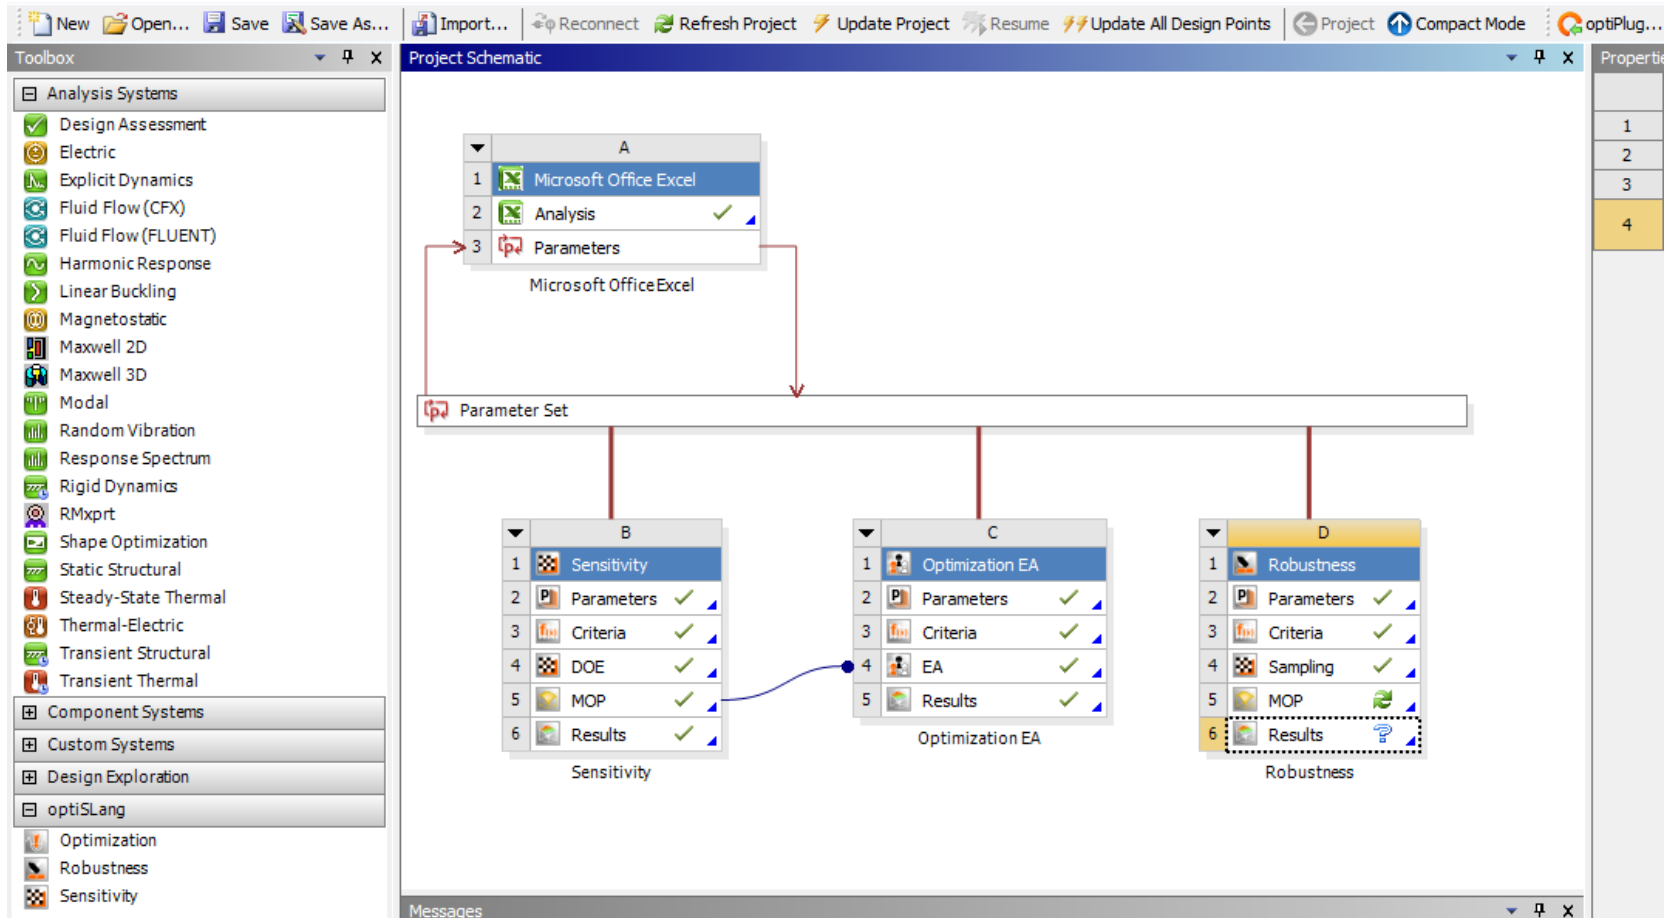 New Open... Save Save As... Import... Reconnect Refresh Project Update Project Resume Update All Design Points Project Compact Mode optiPlug...
Toolbox
Analysis Systems
Design Assessment
Electric
Explicit Dynamics
Fluid Flow (CFX)
Fluid Flow (FLUENT)
Harmonic Response
Linear Buckling
Magnetostatic
Maxwell 2D
Maxwell 3D
Modal
Random Vibration
Response Spectrum
Rigid Dynamics
RMxprt
Shape Optimization
Static Structural
Steady-State Thermal
Thermal-Electric
Transient Structural
Transient Thermal
Component Systems
Custom Systems
Design Exploration
optiSLang
Optimization
Robustness
Sensitivity
Project Schematic
A
1 Microsoft Office Excel
2 Analysis
3 Parameters
Microsoft Office Excel
Parameter Set
B
1 Sensitivity
2 Parameters
3 Criteria
4 DOE
5 MOP
6 Results
Sensitivity
C
1 Optimization EA
2 Parameters
3 Criteria
4 EA
5 Results
Optimization EA
D
1 Robustness
2 Parameters
3 Criteria
4 Sampling
5 MOP
6 Results ?
Robustness
Messages
Propertie
1
2
3
4